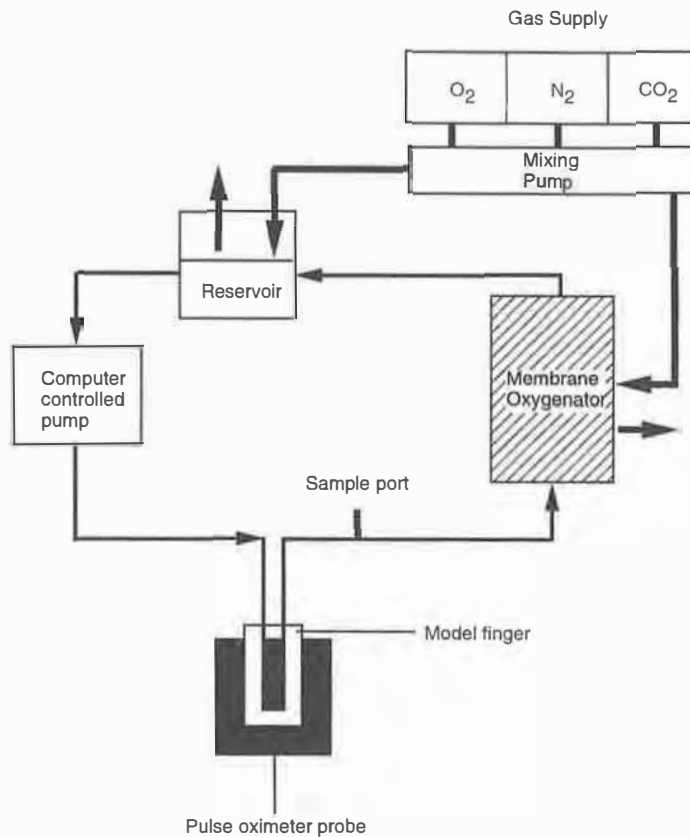 Gas Supply
O₂ N₂ CO₂
Mixing
Pump
Reservoir
Computer
controlled
pump
Membrane
Oxygenator
Sample port
Model finger
Pulse oximeter probe